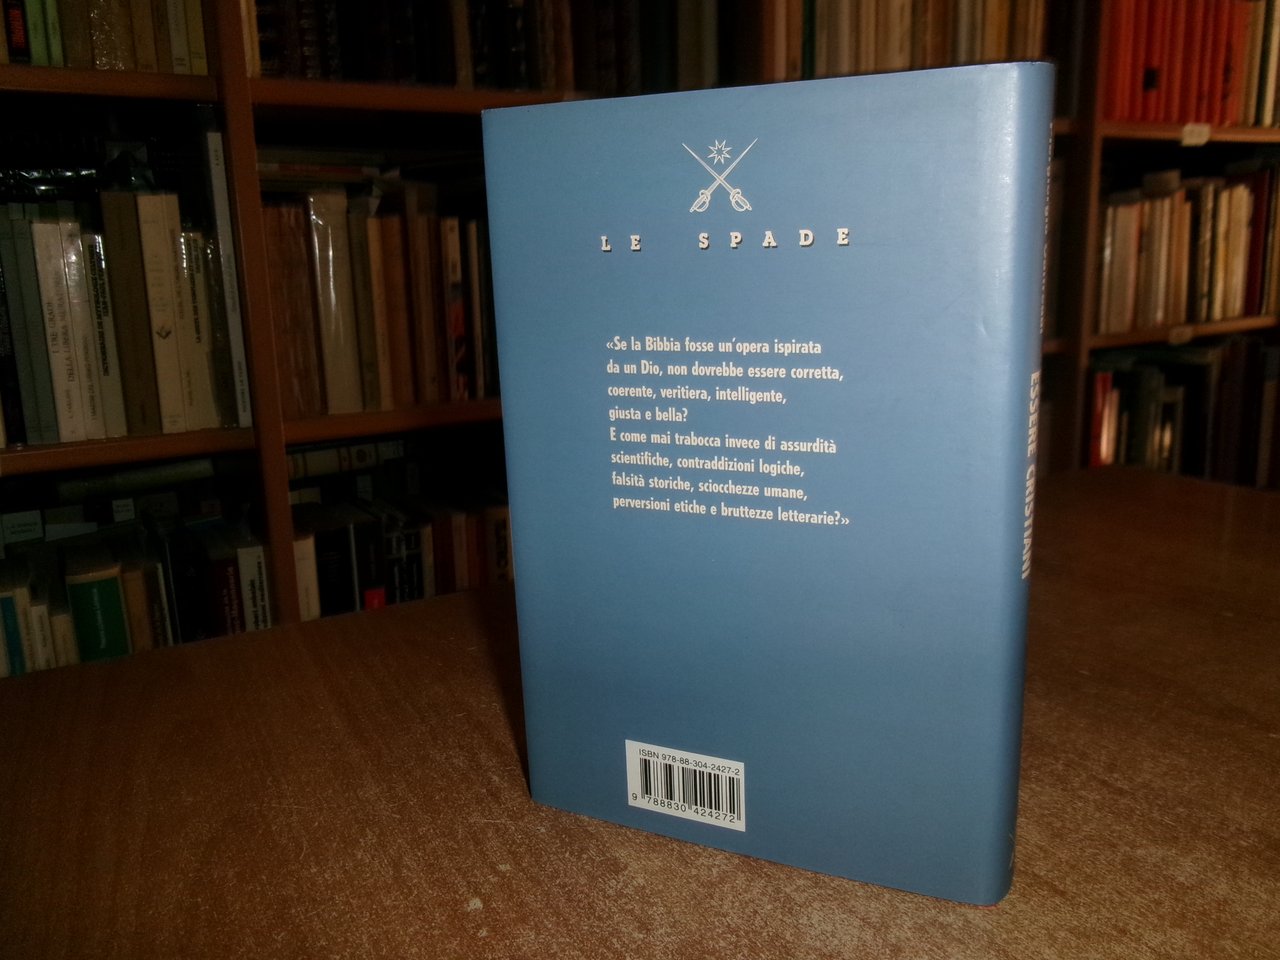 LE SPADE
«Se la Bibbia fosse un'opera ispirata
da un Dio, non dovrebbe essere corretta,
coerente, veritiera, intelligente,
giusta e bella?
E come mai trabocca invece di assurdità
scientifiche, contraddizioni logiche,
falsità storiche, sciocchezze umane,
perversioni etiche e bruttezze letterarie?»
ISBN 978-88-304-2427-2
9 788830 424272
ESSERE CRISTIANI
I TRE GRADI